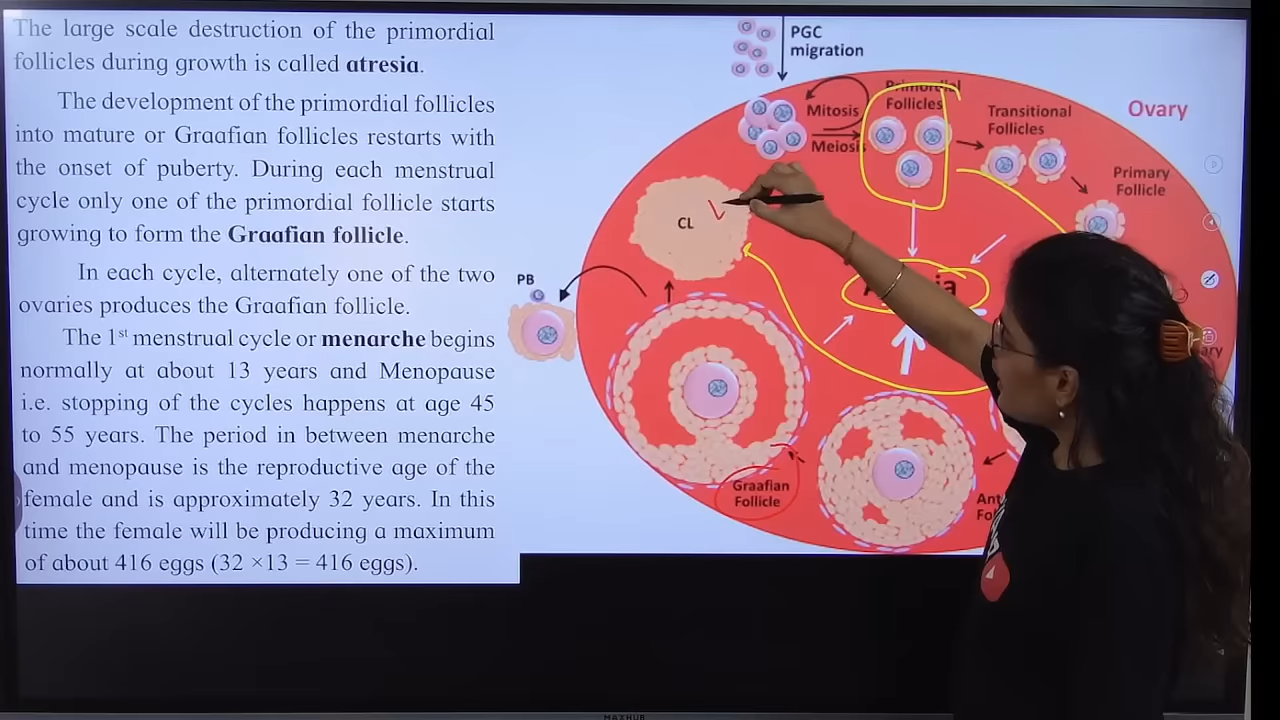 The large scale destruction of the primordial
follicles during growth is called atresia.
The development of the primordial follicles
into mature or Graafian follicles restarts with
the onset of puberty. During each menstrual
cycle only one of the primordial follicle starts
growing to form the Graafian follicle.
In each cycle, alternately one of the two
ovaries produces the Graafian follicle.
The 1st menstrual cycle or menarche begins
normally at about 13 years and Menopause
i.e. stopping of the cycles happens at age 45
to 55 years. The period in between menarche
and menopause is the reproductive age of the
female and is approximately 32 years. In this
time the female will be producing a maximum
of about 416 eggs (32 ×13 = 416 eggs).
PGC
migration
Mitosis
Meiosis
Primordial
Follicles
Transitional
Follicles
Ovary
Primary
Follicle
CL
PB
Graafian
Follicle
MAXHUB